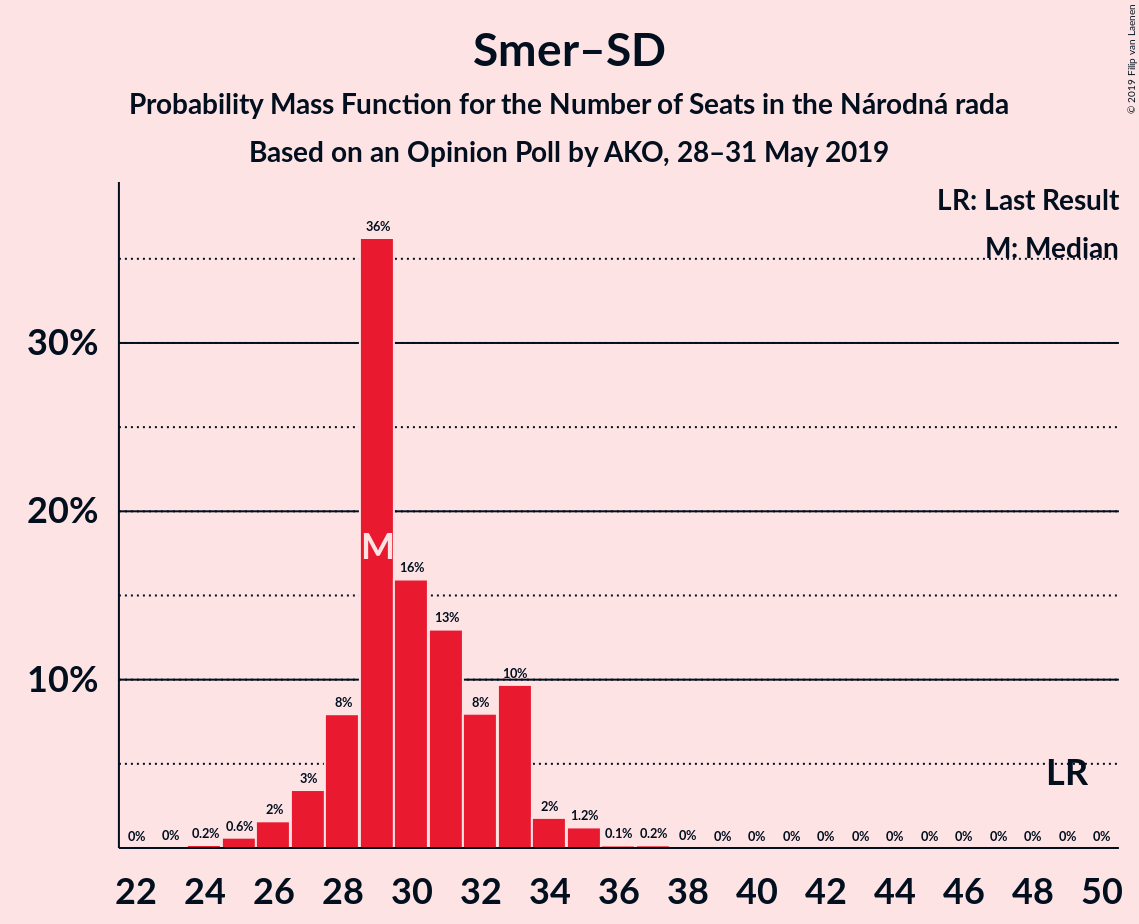 Smer–SD
Probability Mass Function for the Number of Seats in the Národná rada
Based on an Opinion Poll by AKO, 28–31 May 2019
© 2019 Filip van Laenen
LR: Last Result
M: Median
30%
20%
10%
0% 0% 0.2% 0.6% 2% 3% 8% 36% 16% 13% 8% 10% 2% 1.2% 0.1% 0.2% 0% 0% 0% 0% 0% 0% 0% 0% 0% 0% 0% 0% 0%
M
LR
22 24 26 28 30 32 34 36 38 40 42 44 46 48 50